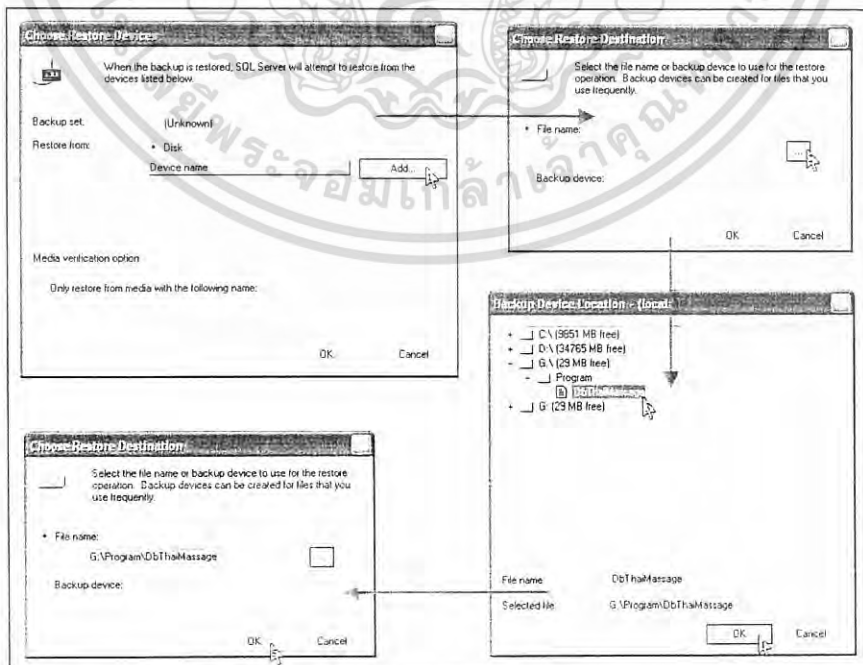 Choose Restore Devices
When the backup is restored, SQL Server will attempt to restore from the
devices listed below.
Backup set:
(Unknown)
Restore from:
Disk
Device name
Add...
Media verification option
Only restore from media with the following name:
OK
Cancel
Choose Restore Destination
Select the file name or backup device to use for the restore
operation. Backup devices can be created for files that you
use frequently.
File name:
...
Backup device:
OK
Cancel
Backup Device Location - (local
+ C:\ (9651 MB free)
+ D:\ (34765 MB free)
- G:\ (29 MB free)
- Program
DbThaiMassage
+ G: (29 MB free)
File name
DbThaiMassage
Selected file
G:\Program\DbThaiMassage
OK
Cancel
Choose Restore Destination
Select the file name or backup device to use for the restore
operation. Backup devices can be created for files that you
use frequently.
File name:
G:\Program\DbThaiMassage
...
Backup device:
OK
Cancel